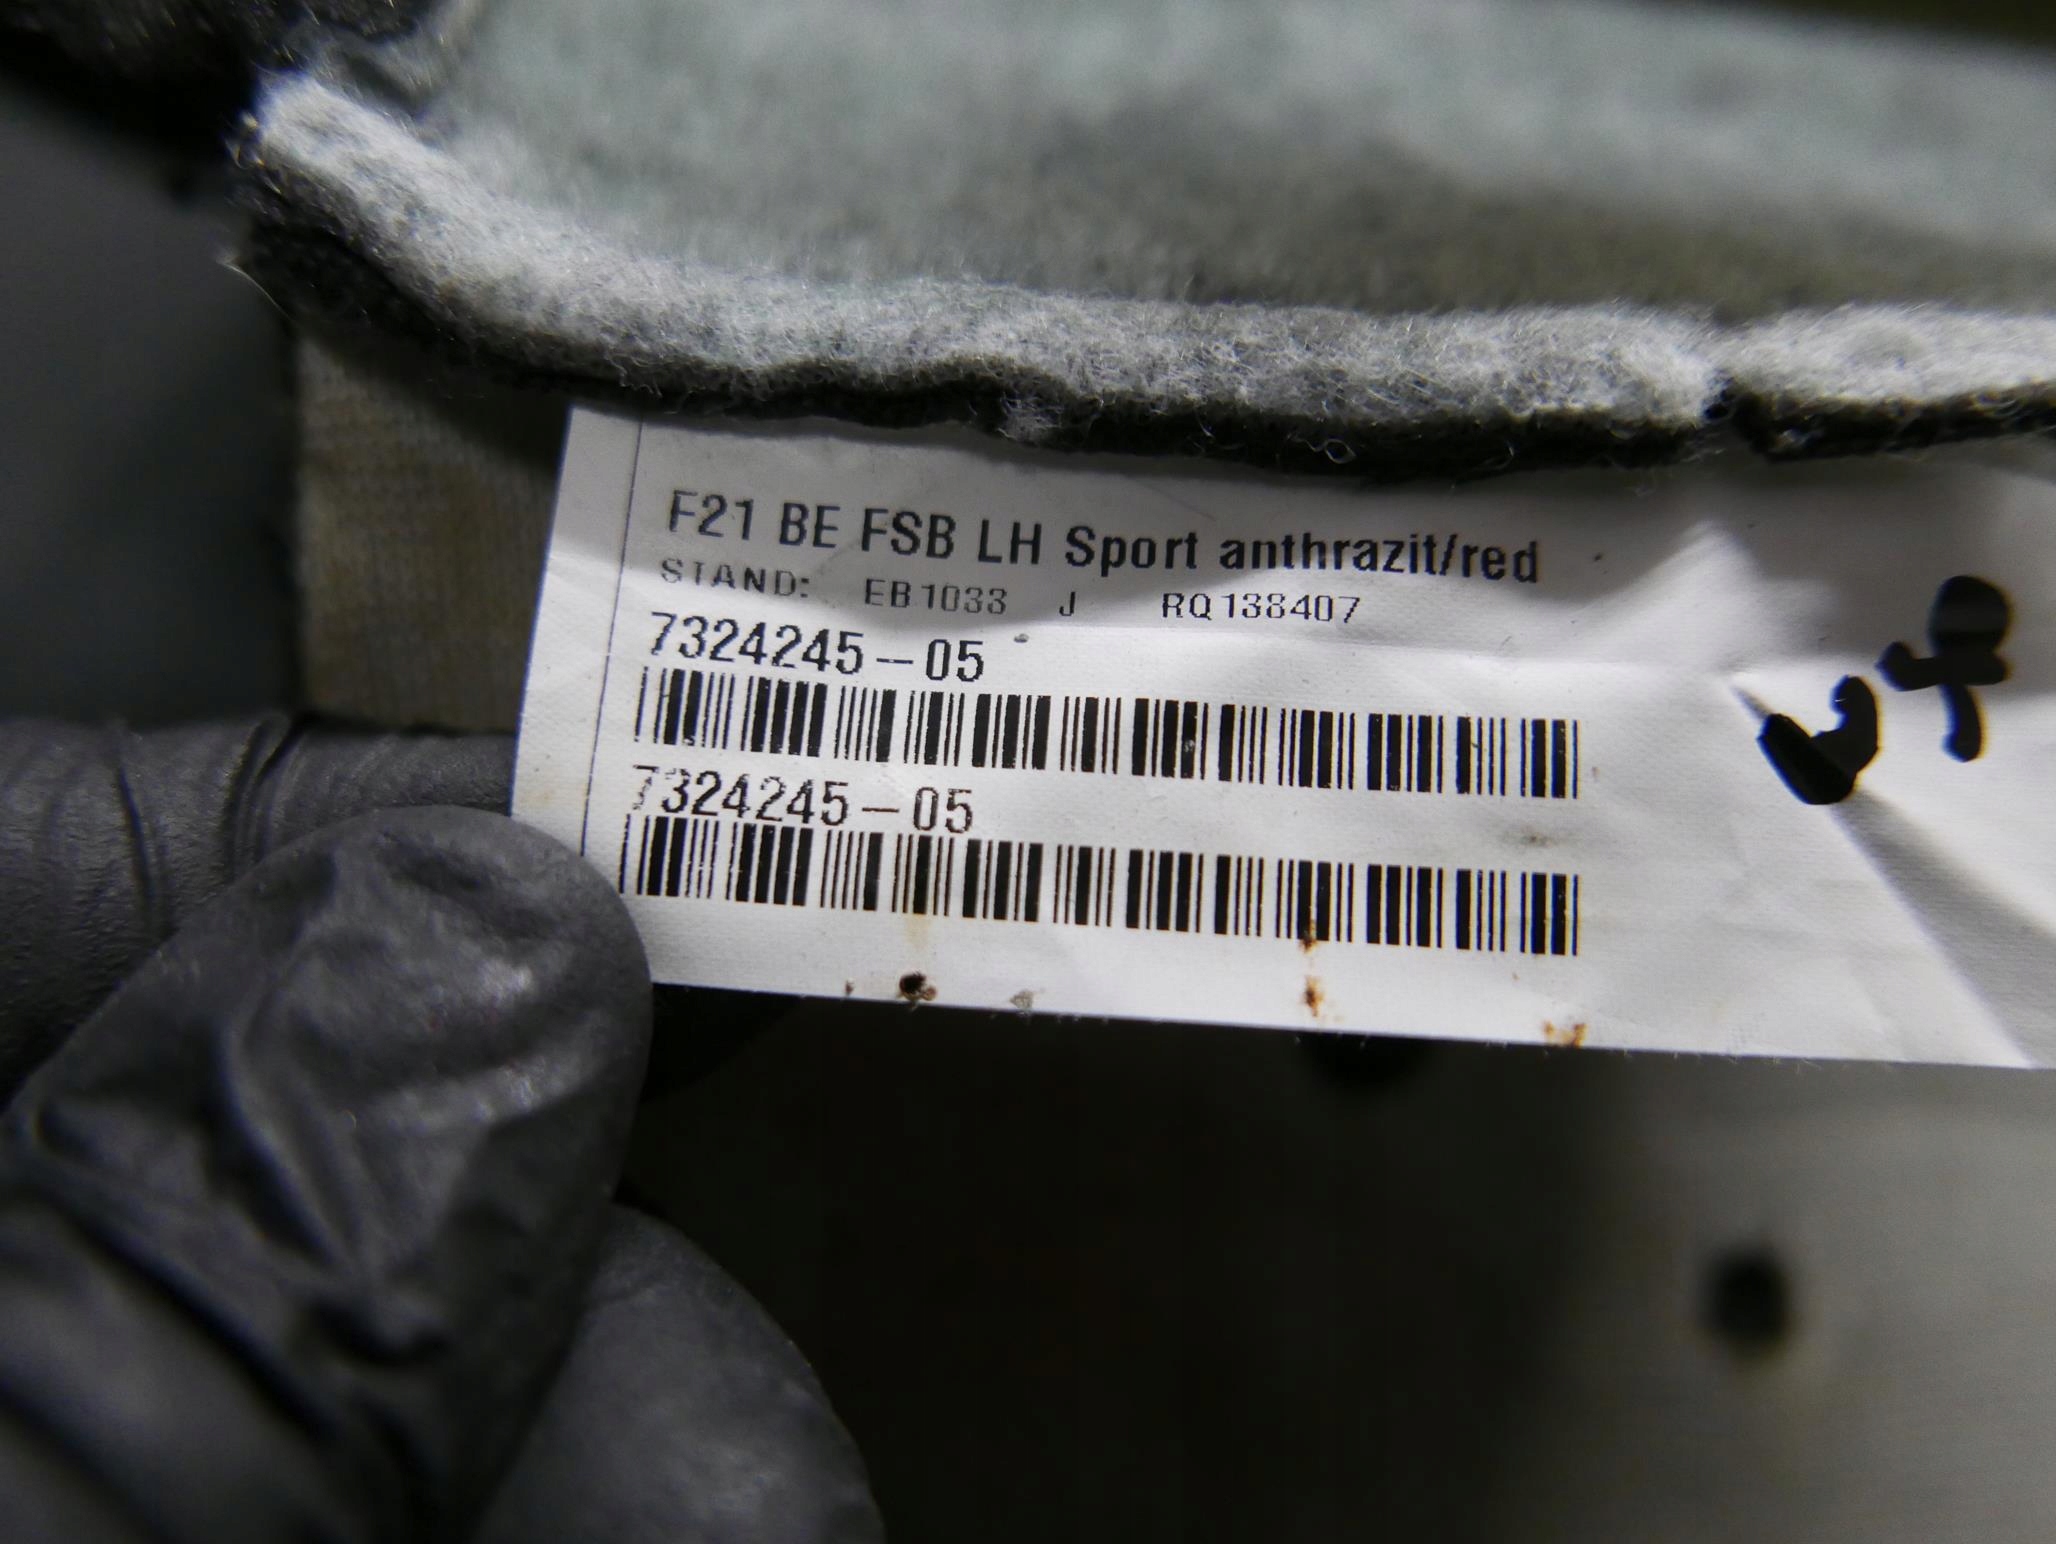 F21 BE FSB LH Sport anthrazit/red
STAND: EB1033 J RQ138407
7324245-05
7324245-05